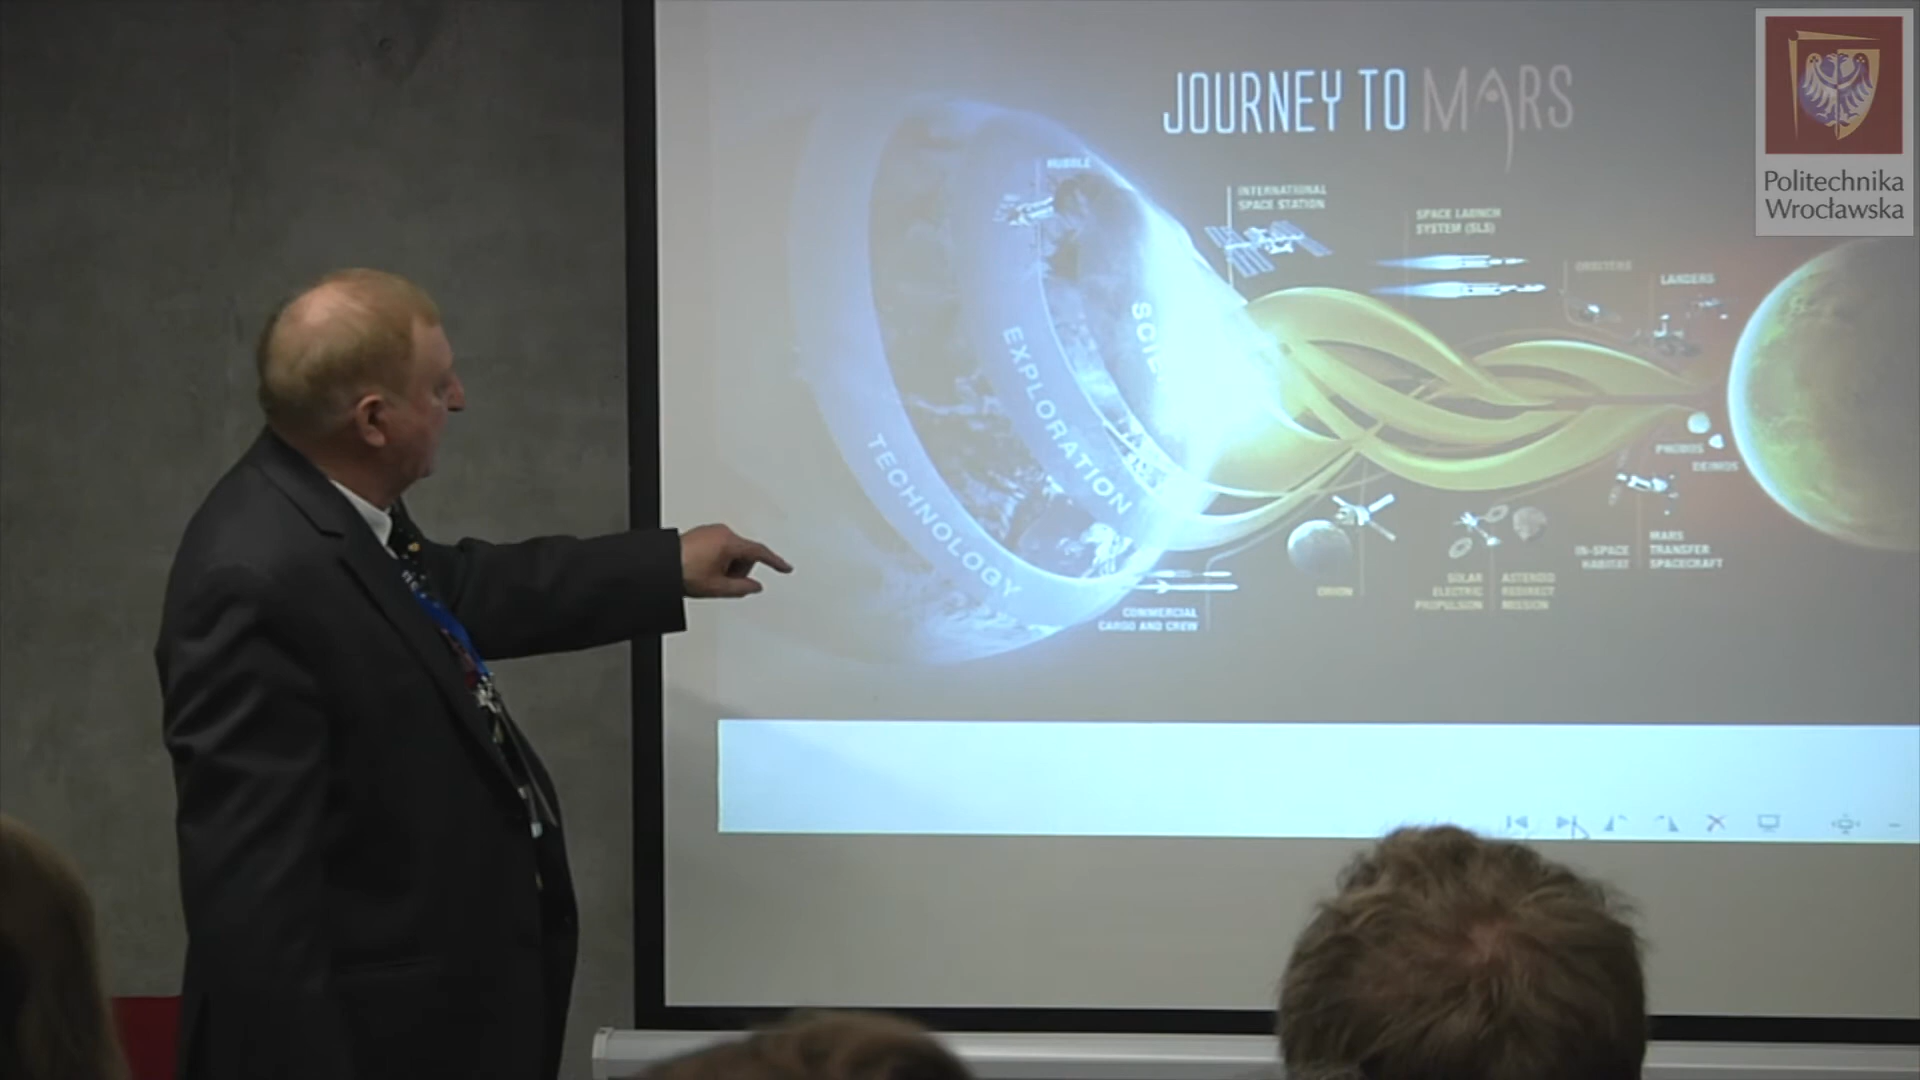 JOURNEY TO MARS
Politechnika
Wrocławska
HUBBLE
INTERNATIONAL
SPACE STATION
SPACE LAUNCH
SYSTEM (SLS)
ORBITERS
LANDERS
EXPLORATION
TECHNOLOGY
PHOBOS
DEIMOS
COMMERCIAL
CARGO AND CREW
ORION
SOLAR
ELECTRIC
PROPULSION
ASTEROID
REDIRECT
MISSION
IN-SPACE
HABITAT
MARS
TRANSFER
SPACECRAFT